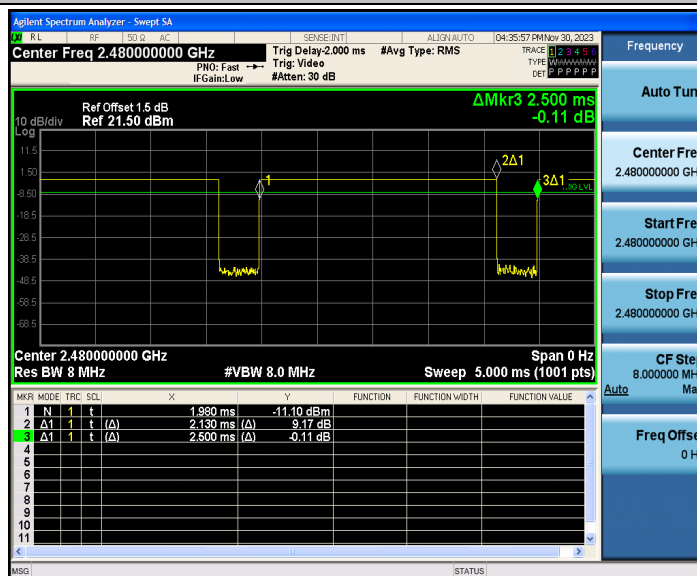 Agilent Spectrum Analyzer - Swept SA
LXI RL RF 50 Ω AC SENSE:INT ALIGN AUTO 04:35:57 PM Nov 30, 2023
Center Freq 2.480000000 GHz
PNO: Fast
IFGain:Low
Trig Delay-2.000 ms
Trig: Video
#Atten: 30 dB
#Avg Type: RMS
TRACE 1 2 3 4 5 6
TYPE W
DET P P P P P P
ΔMkr3 2.500 ms
-0.11 dB
Ref Offset 1.5 dB
Ref 21.50 dBm
10 dB/div
Log
11.5
1.50
-8.50
-18.5
-28.5
-38.5
-48.5
-58.5
-68.5
1
2Δ1
3Δ1
Center 2.480000000 GHz Span 0 Hz
Res BW 8 MHz #VBW 8.0 MHz Sweep 5.000 ms (1001 pts)
MKR MODE TRC SCL X Y FUNCTION FUNCTION WIDTH FUNCTION VALUE
1 N 1 t 1.980 ms -11.10 dBm
2 Δ1 1 t (Δ) 2.130 ms (Δ) 9.17 dB
3 Δ1 1 t (Δ) 2.500 ms (Δ) -0.11 dB
4
5
6
7
8
9
10
11
MSG STATUS
Frequency
Auto Tun
Center Fre
2.480000000 GH
Start Fre
2.480000000 GH
Stop Fre
2.480000000 GH
CF Ste
8.000000 MH
Auto Ma
Freq Offse
0 H